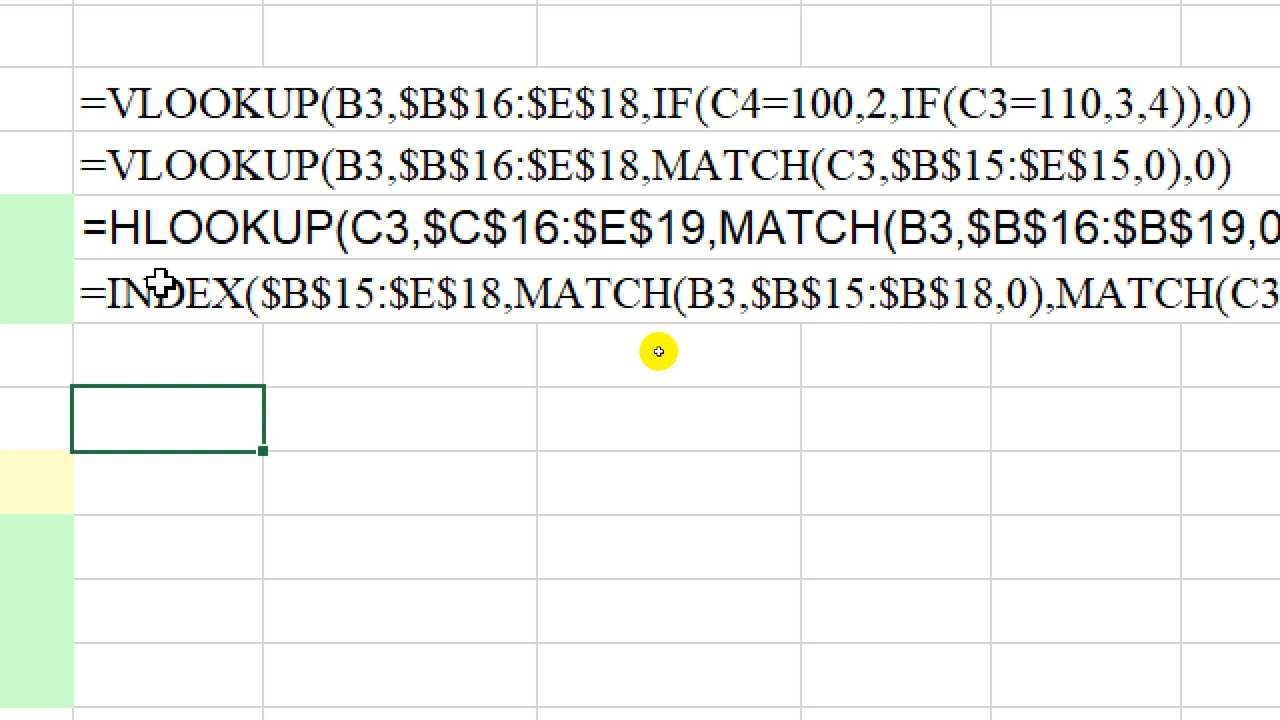 =VLOOKUP(B3,$B$16:$E$18,IF(C4=100,2,IF(C3=110,3,4)),0)
=VLOOKUP(B3,$B$16:$E$18,MATCH(C3,$B$15:$E$15,0),0)
=HLOOKUP(C3,$C$16:$E$19,MATCH(B3,$B$16:$B$19,0
=INDEX($B$15:$E$18,MATCH(B3,$B$15:$B$18,0),MATCH(C3